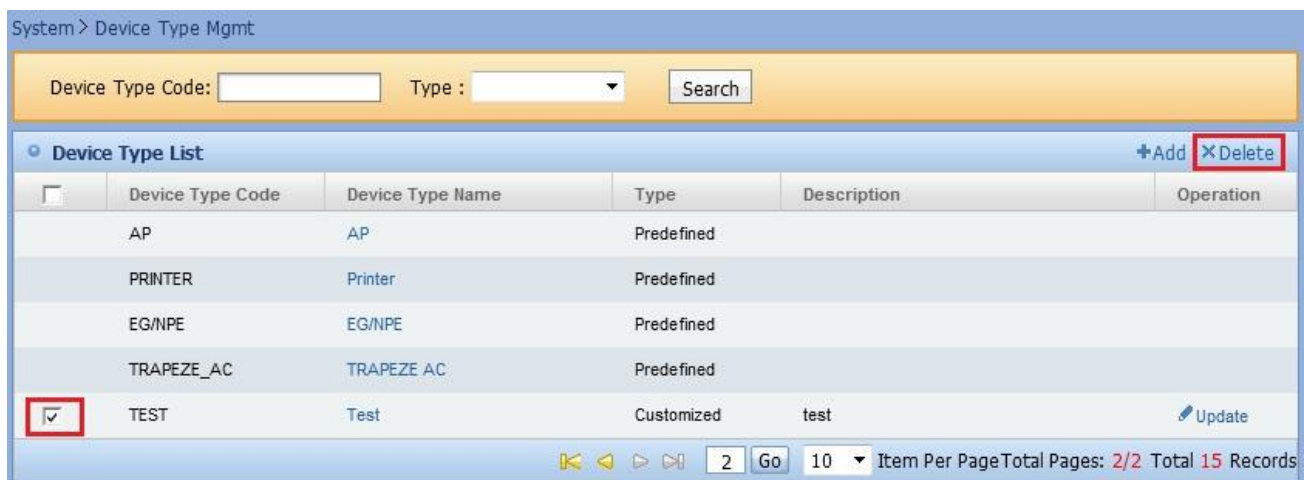 System > Device Type Mgmt
Device Type Code: Type : Search
Device Type List +Add ×Delete
Device Type Code Device Type Name Type Description Operation
AP AP Predefined
PRINTER Printer Predefined
EG/NPE EG/NPE Predefined
TRAPEZE_AC TRAPEZE AC Predefined
TEST Test Customized test Update
2 Go 10 Item Per PageTotal Pages: 2/2 Total 15 Records